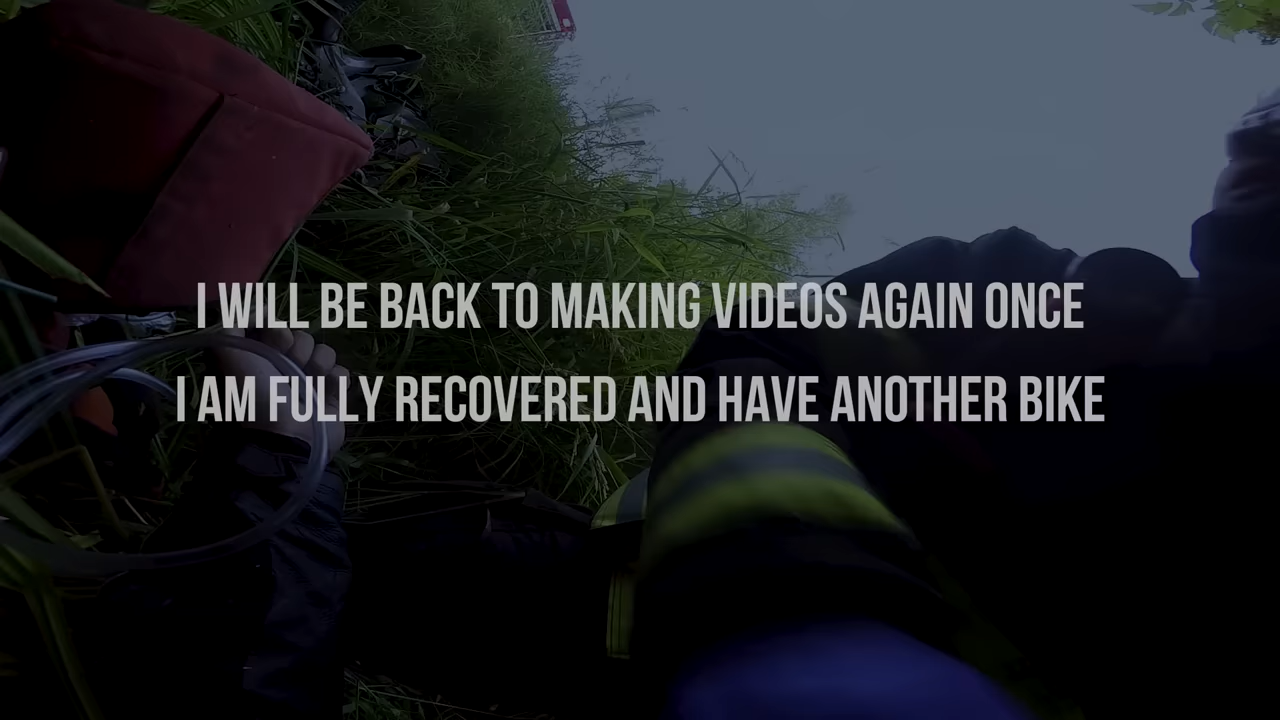 I WILL BE BACK TO MAKING VIDEOS AGAIN ONCE
I AM FULLY RECOVERED AND HAVE ANOTHER BIKE